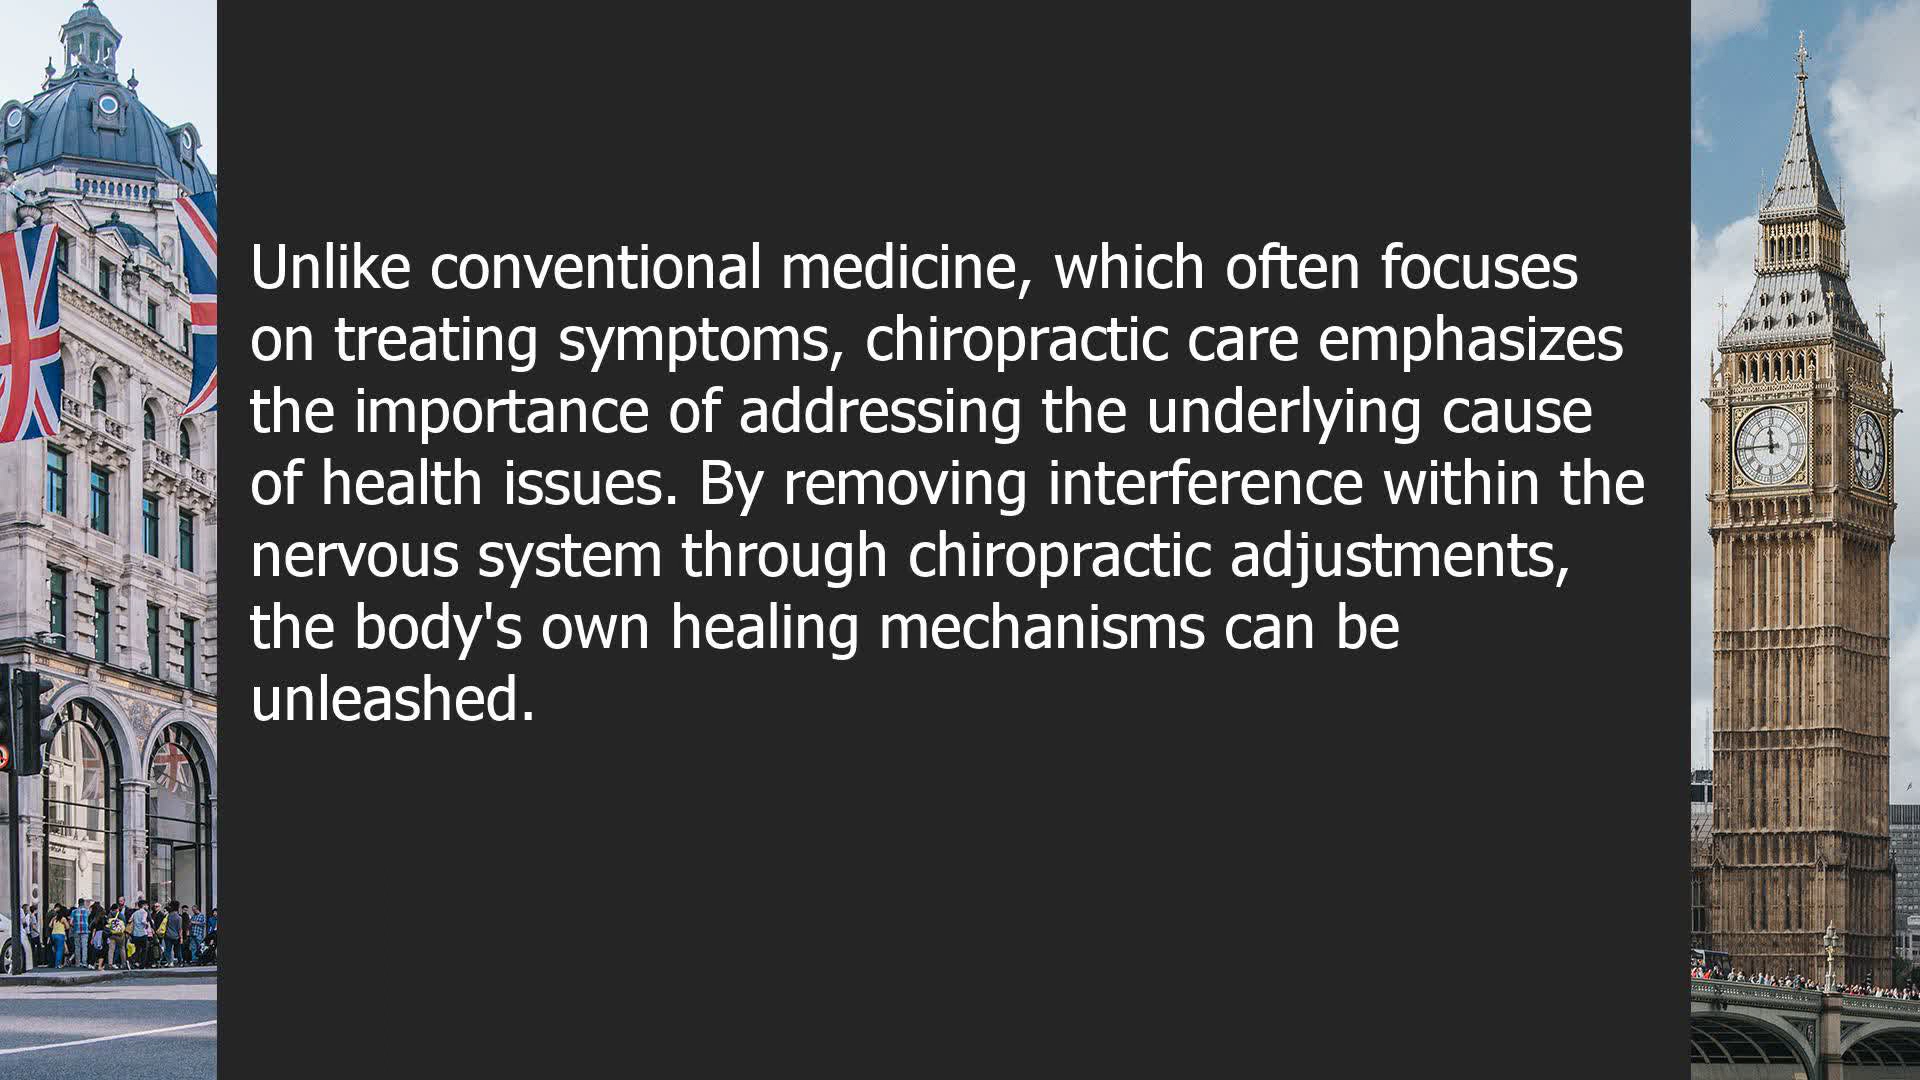 Unlike conventional medicine, which often focuses
on treating symptoms, chiropractic care emphasizes
the importance of addressing the underlying cause
of health issues. By removing interference within the
nervous system through chiropractic adjustments,
the body's own healing mechanisms can be
unleashed.